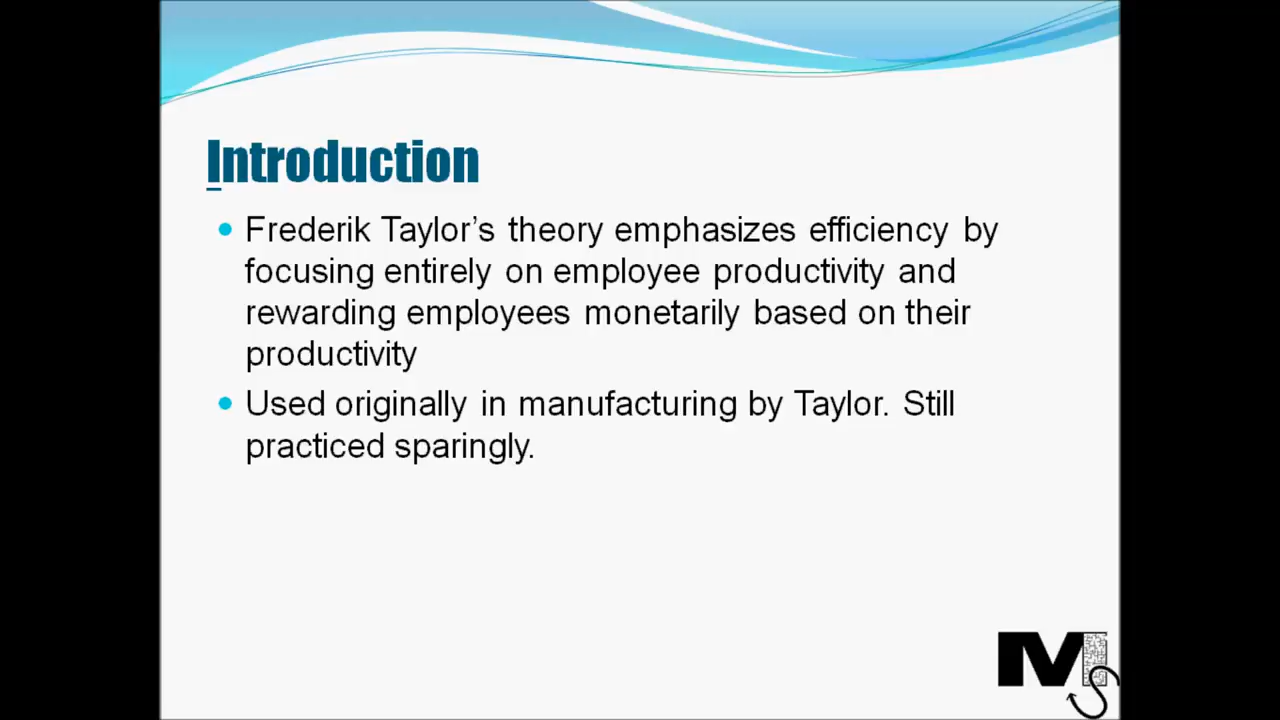 Introduction
Frederik Taylor's theory emphasizes efficiency by
focusing entirely on employee productivity and
rewarding employees monetarily based on their
productivity
Used originally in manufacturing by Taylor. Still
practiced sparingly.